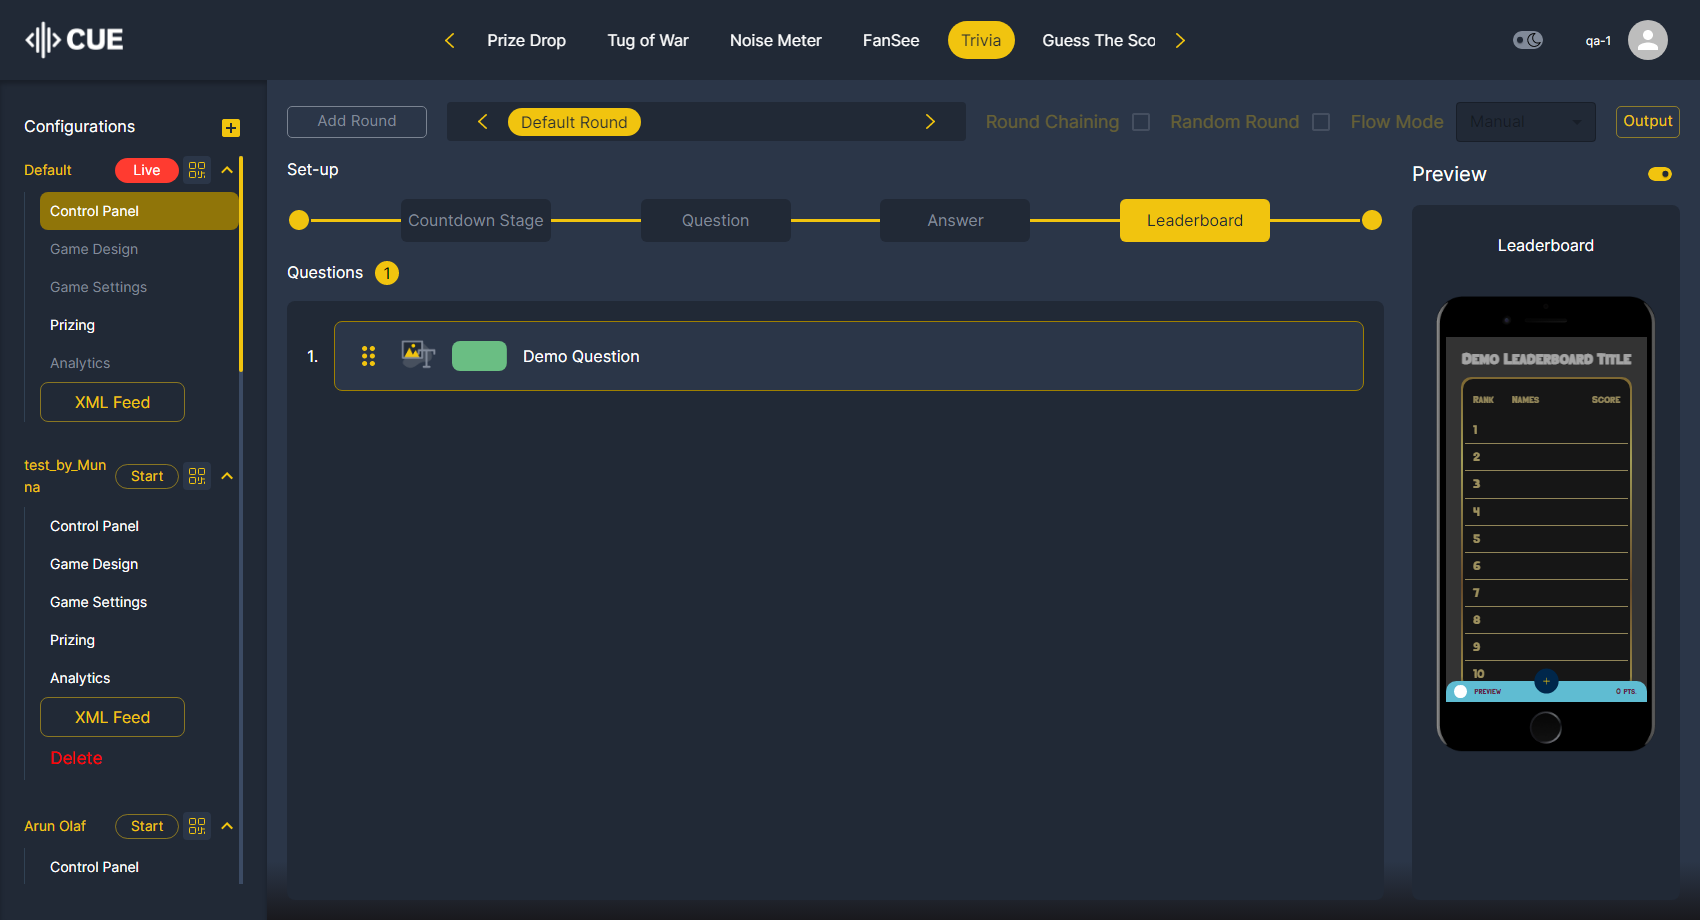 CUE
Prize Drop
Tug of War
Noise Meter
FanSee
Trivia
Guess The Sco
qa-1
Configurations
Default
Live
Control Panel
Game Design
Game Settings
Prizing
Analytics
XML Feed
test_by_Mun
na
Start
Control Panel
Game Design
Game Settings
Prizing
Analytics
XML Feed
Delete
Arun Olaf
Start
Control Panel
Add Round
Default Round
Round Chaining
Random Round
Flow Mode
Manual
Output
Set-up
Countdown Stage
Question
Answer
Leaderboard
Questions 1
1. Demo Question
Preview
Leaderboard
DEMO LEADERBOARD TITLE
RANK NAMES SCORE
1
2
3
4
5
6
7
8
9
10
PREVIEW
+
0 PTS.